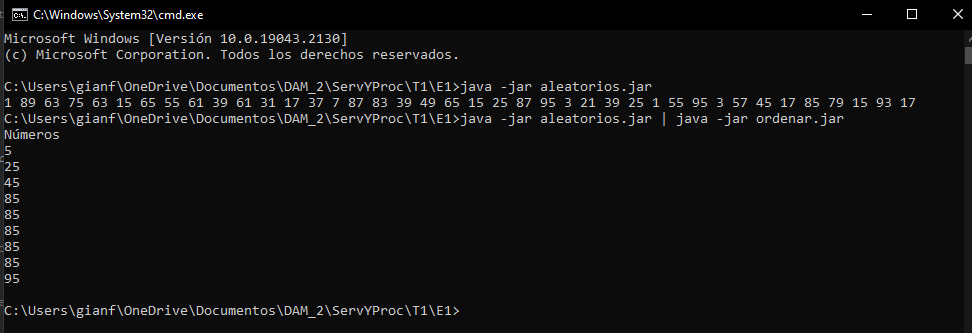 C:\Windows\System32\cmd.exe
Microsoft Windows [Versión 10.0.19043.2130]
(c) Microsoft Corporation. Todos los derechos reservados.
C:\Users\gianf\OneDrive\Documentos\DAM_2\ServYProc\T1\E1>java -jar aleatorios.jar
1 89 63 75 63 15 65 55 61 39 61 31 17 37 7 87 83 39 49 65 15 25 87 95 3 21 39 25 1 55 95 3 57 45 17 85 79 15 93 17
C:\Users\gianf\OneDrive\Documentos\DAM_2\ServYProc\T1\E1>java -jar aleatorios.jar | java -jar ordenar.jar
Números
5
25
45
85
85
85
85
85
95
C:\Users\gianf\OneDrive\Documentos\DAM_2\ServYProc\T1\E1>